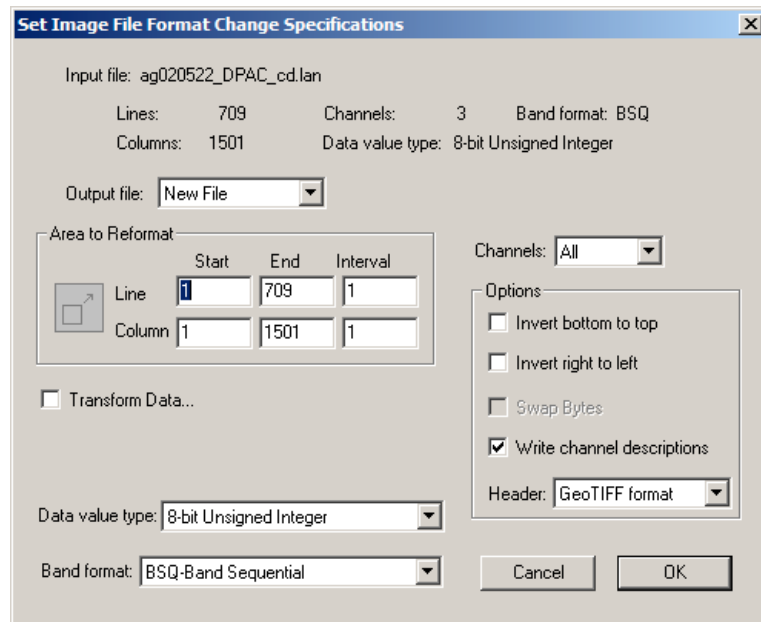 Set Image File Format Change Specifications
Input file: ag020522_DPAC_cd.lan
Lines: 709 Channels: 3 Band format: BSQ
Columns: 1501 Data value type: 8-bit Unsigned Integer
Output file: New File
Area to Reformat
Start End Interval
Line 1 709 1
Column 1 1501 1
Channels: All
Options
Invert bottom to top
Invert right to left
Swap Bytes
Write channel descriptions
Header: GeoTIFF format
Transform Data...
Data value type: 8-bit Unsigned Integer
Band format: BSQ-Band Sequential
Cancel OK